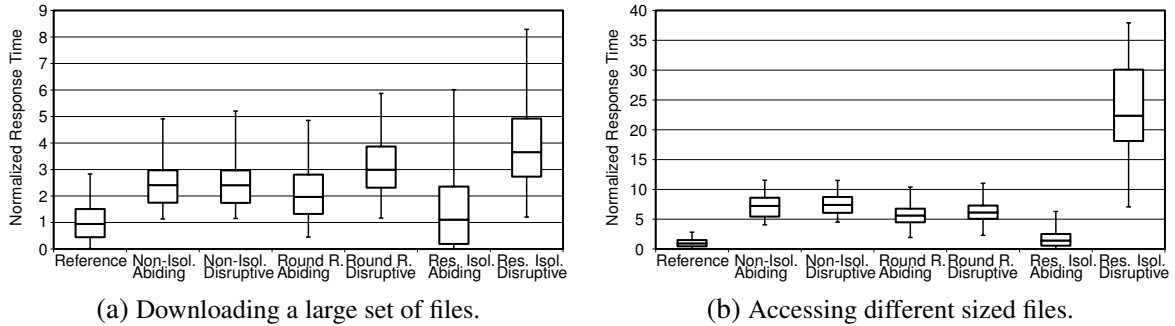 Normalized Response Time
9
8
7
6
5
4
3
2
1
0
Reference
Non-Isol.
Abiding
Non-Isol.
Disruptive
Round R.
Abiding
Round R.
Disruptive
Res. Isol.
Abiding
Res. Isol.
Disruptive
(a) Downloading a large set of files.
Normalized Response Time
40
35
30
25
20
15
10
5
0
Reference
Non-Isol.
Abiding
Non-Isol.
Disruptive
Round R.
Abiding
Round R.
Disruptive
Res. Isol.
Abiding
Res. Isol.
Disruptive
(b) Accessing different sized files.